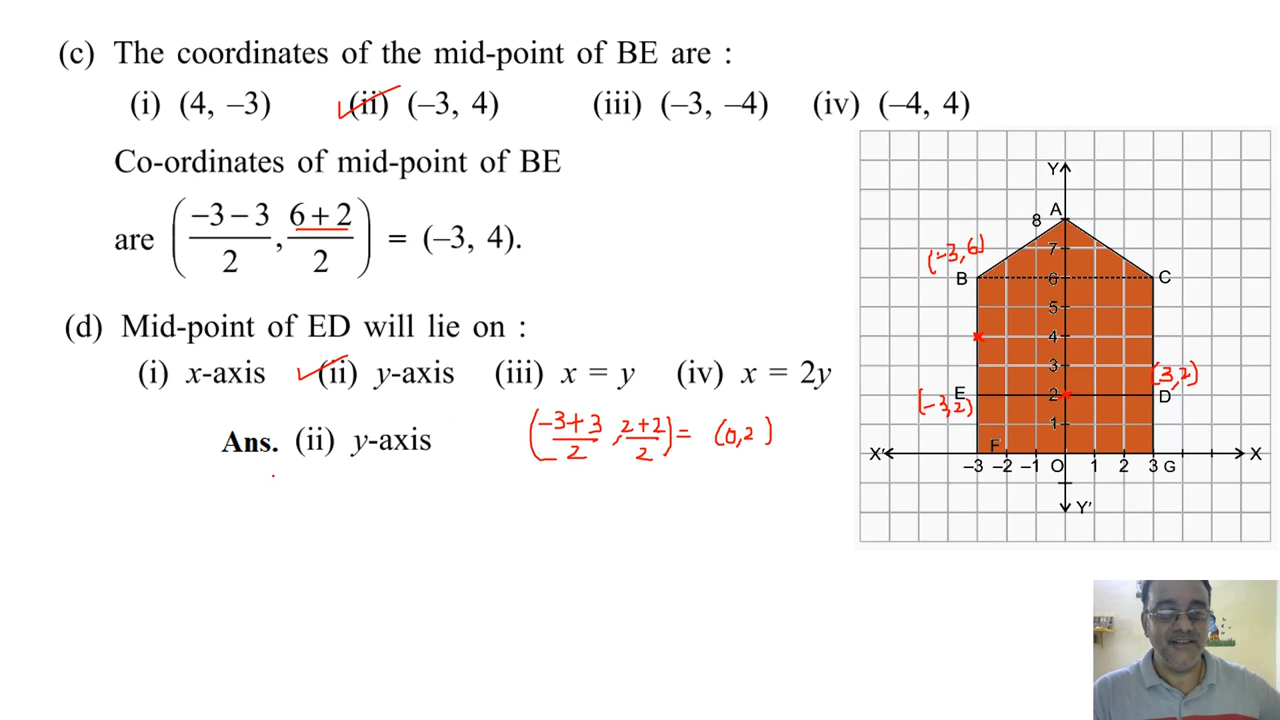 (c) The coordinates of the mid-point of BE are :
(i) (4, –3) (ii) (–3, 4) (iii) (–3, –4) (iv) (–4, 4)
Co-ordinates of mid-point of BE
are ( –3 – 3 / 2 , 6 + 2 / 2 ) = (–3, 4).
(d) Mid-point of ED will lie on :
(i) x-axis (ii) y-axis (iii) x = y (iv) x = 2y
Ans. (ii) y-axis
( –3+3 / 2 , 2+2 / 2 ) = (0,2)
Y
A
8
7
(-3,6)
B 6 C
5
4
3
(3,2)
E 2 D
(-3,2)
1
F
X' –3 –2 –1 O 1 2 3 G X
Y'